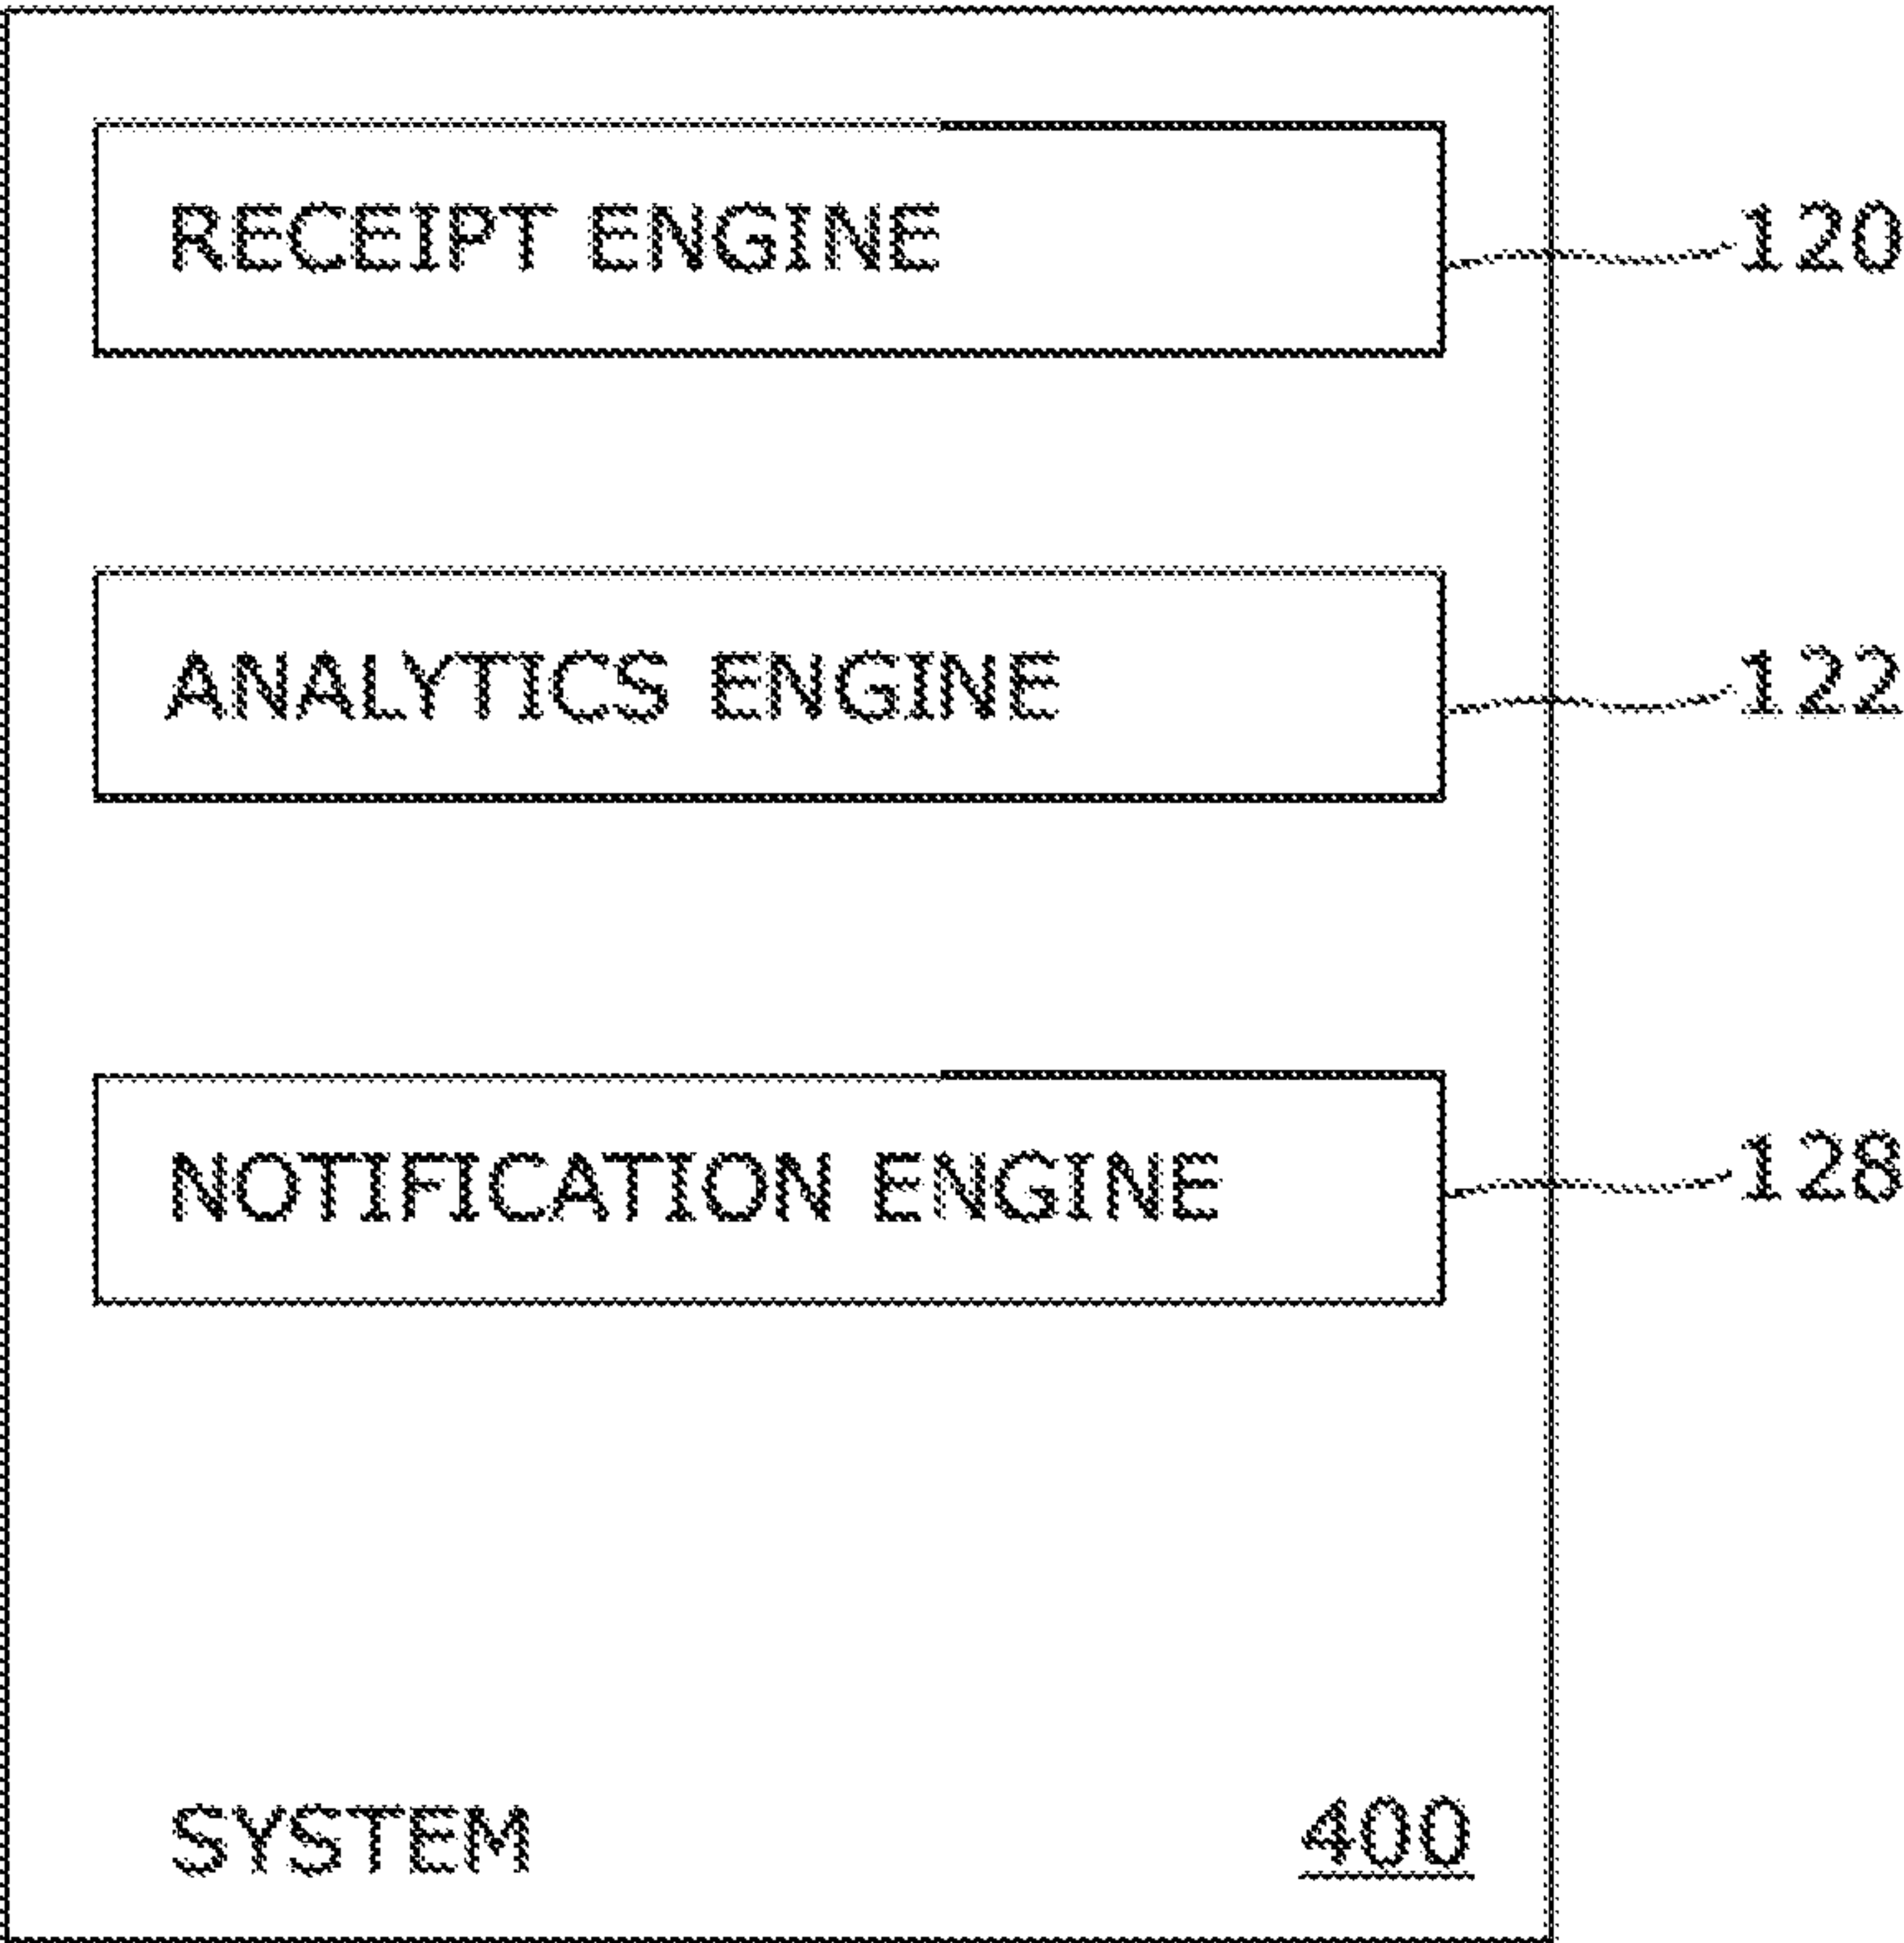 RECEIPT ENGINE 120
ANALYTICS ENGINE 122
NOTIFICATION ENGINE 128
SYSTEM 400